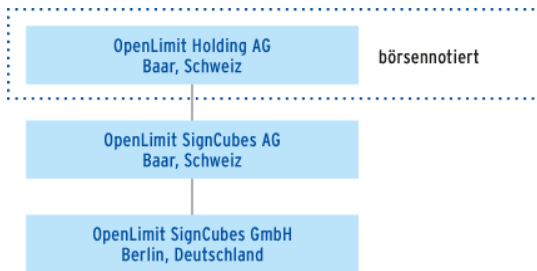 OpenLimit Holding AG
Baar, Schweiz
börsennotiert
OpenLimit SignCubes AG
Baar, Schweiz
OpenLimit SignCubes GmbH
Berlin, Deutschland